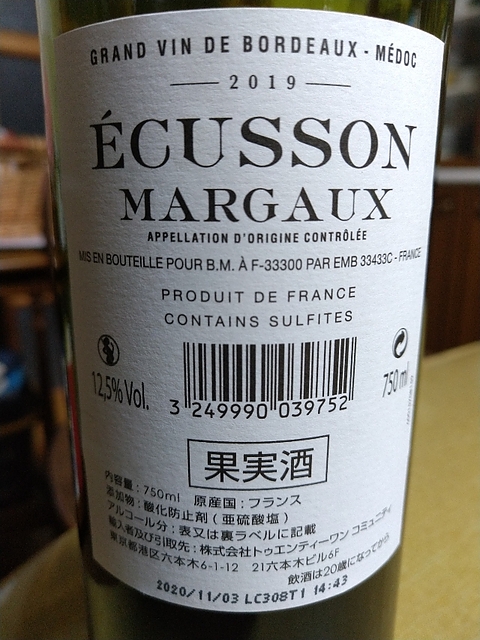 GRAND VIN DE BORDEAUX - MÉDOC
2019
ÉCUSSON
MARGAUX
APPELLATION D'ORIGINE CONTRÔLÉE
MIS EN BOUTEILLE POUR B.M. À F-33300 PAR EMB 33433C - FRANCE
PRODUIT DE FRANCE
CONTAINS SULFITES
12,5% Vol.
750 ml
3 249990 039752
果実酒
内容量:750ml 原産国:フランス
添加物:酸化防止剤(亜硫酸塩)
アルコール分:表又は裏ラベルに記載
輸入者及び引取先:株式会社トゥエンティーワン コミュニティ
東京都港区六本木6-1-12 21六本木ビル6F
飲酒は20歳になってから
2020/11/03 LC308T1 14:43